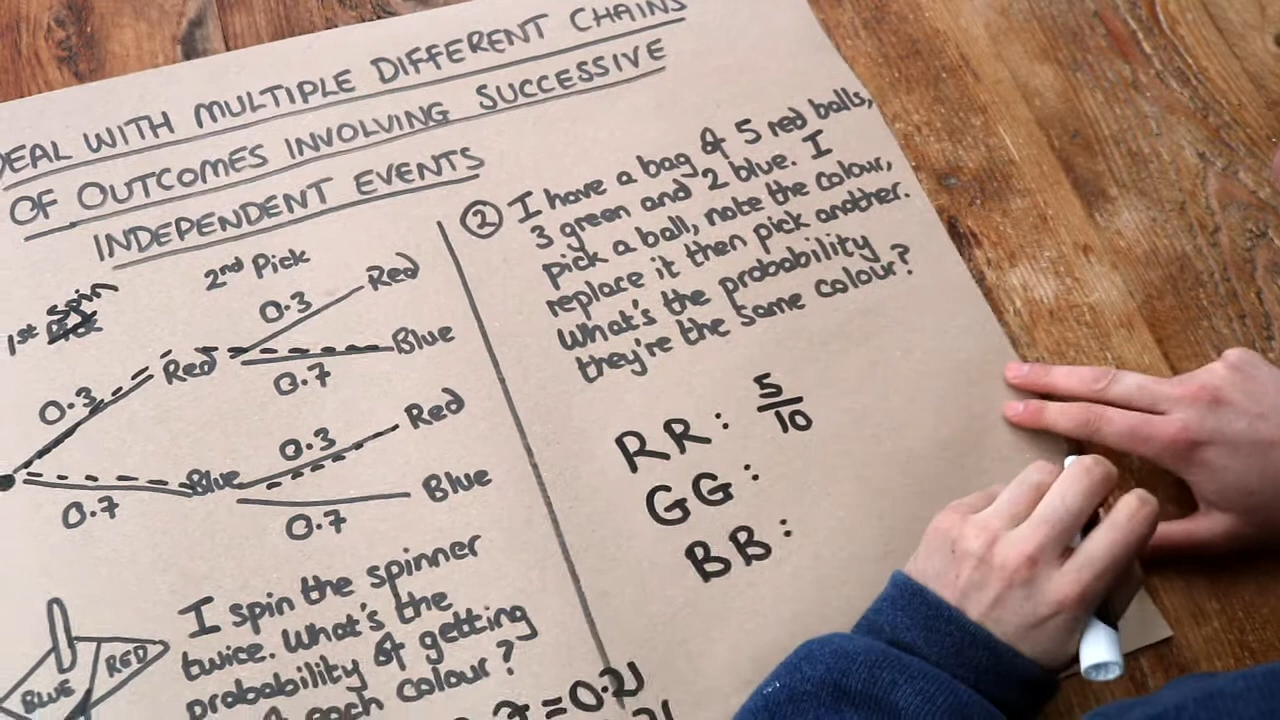 DEAL WITH MULTIPLE DIFFERENT CHAINS
OF OUTCOMES INVOLVING SUCCESSIVE
INDEPENDENT EVENTS
1st Spin
2nd Pick
0.3
Red
0.3
Red
0.7
Blue
0.7
Blue
0.3
Red
0.7
Blue
BLUE
RED
I spin the spinner
twice. What's the
probability of getting
each colour?
= 0.21
② I have a bag of 5 red balls,
3 green and 2 blue. I
pick a ball, note the colour,
replace it then pick another.
What's the probability
they're the same colour?
RR: 5/10
GG:
BB: